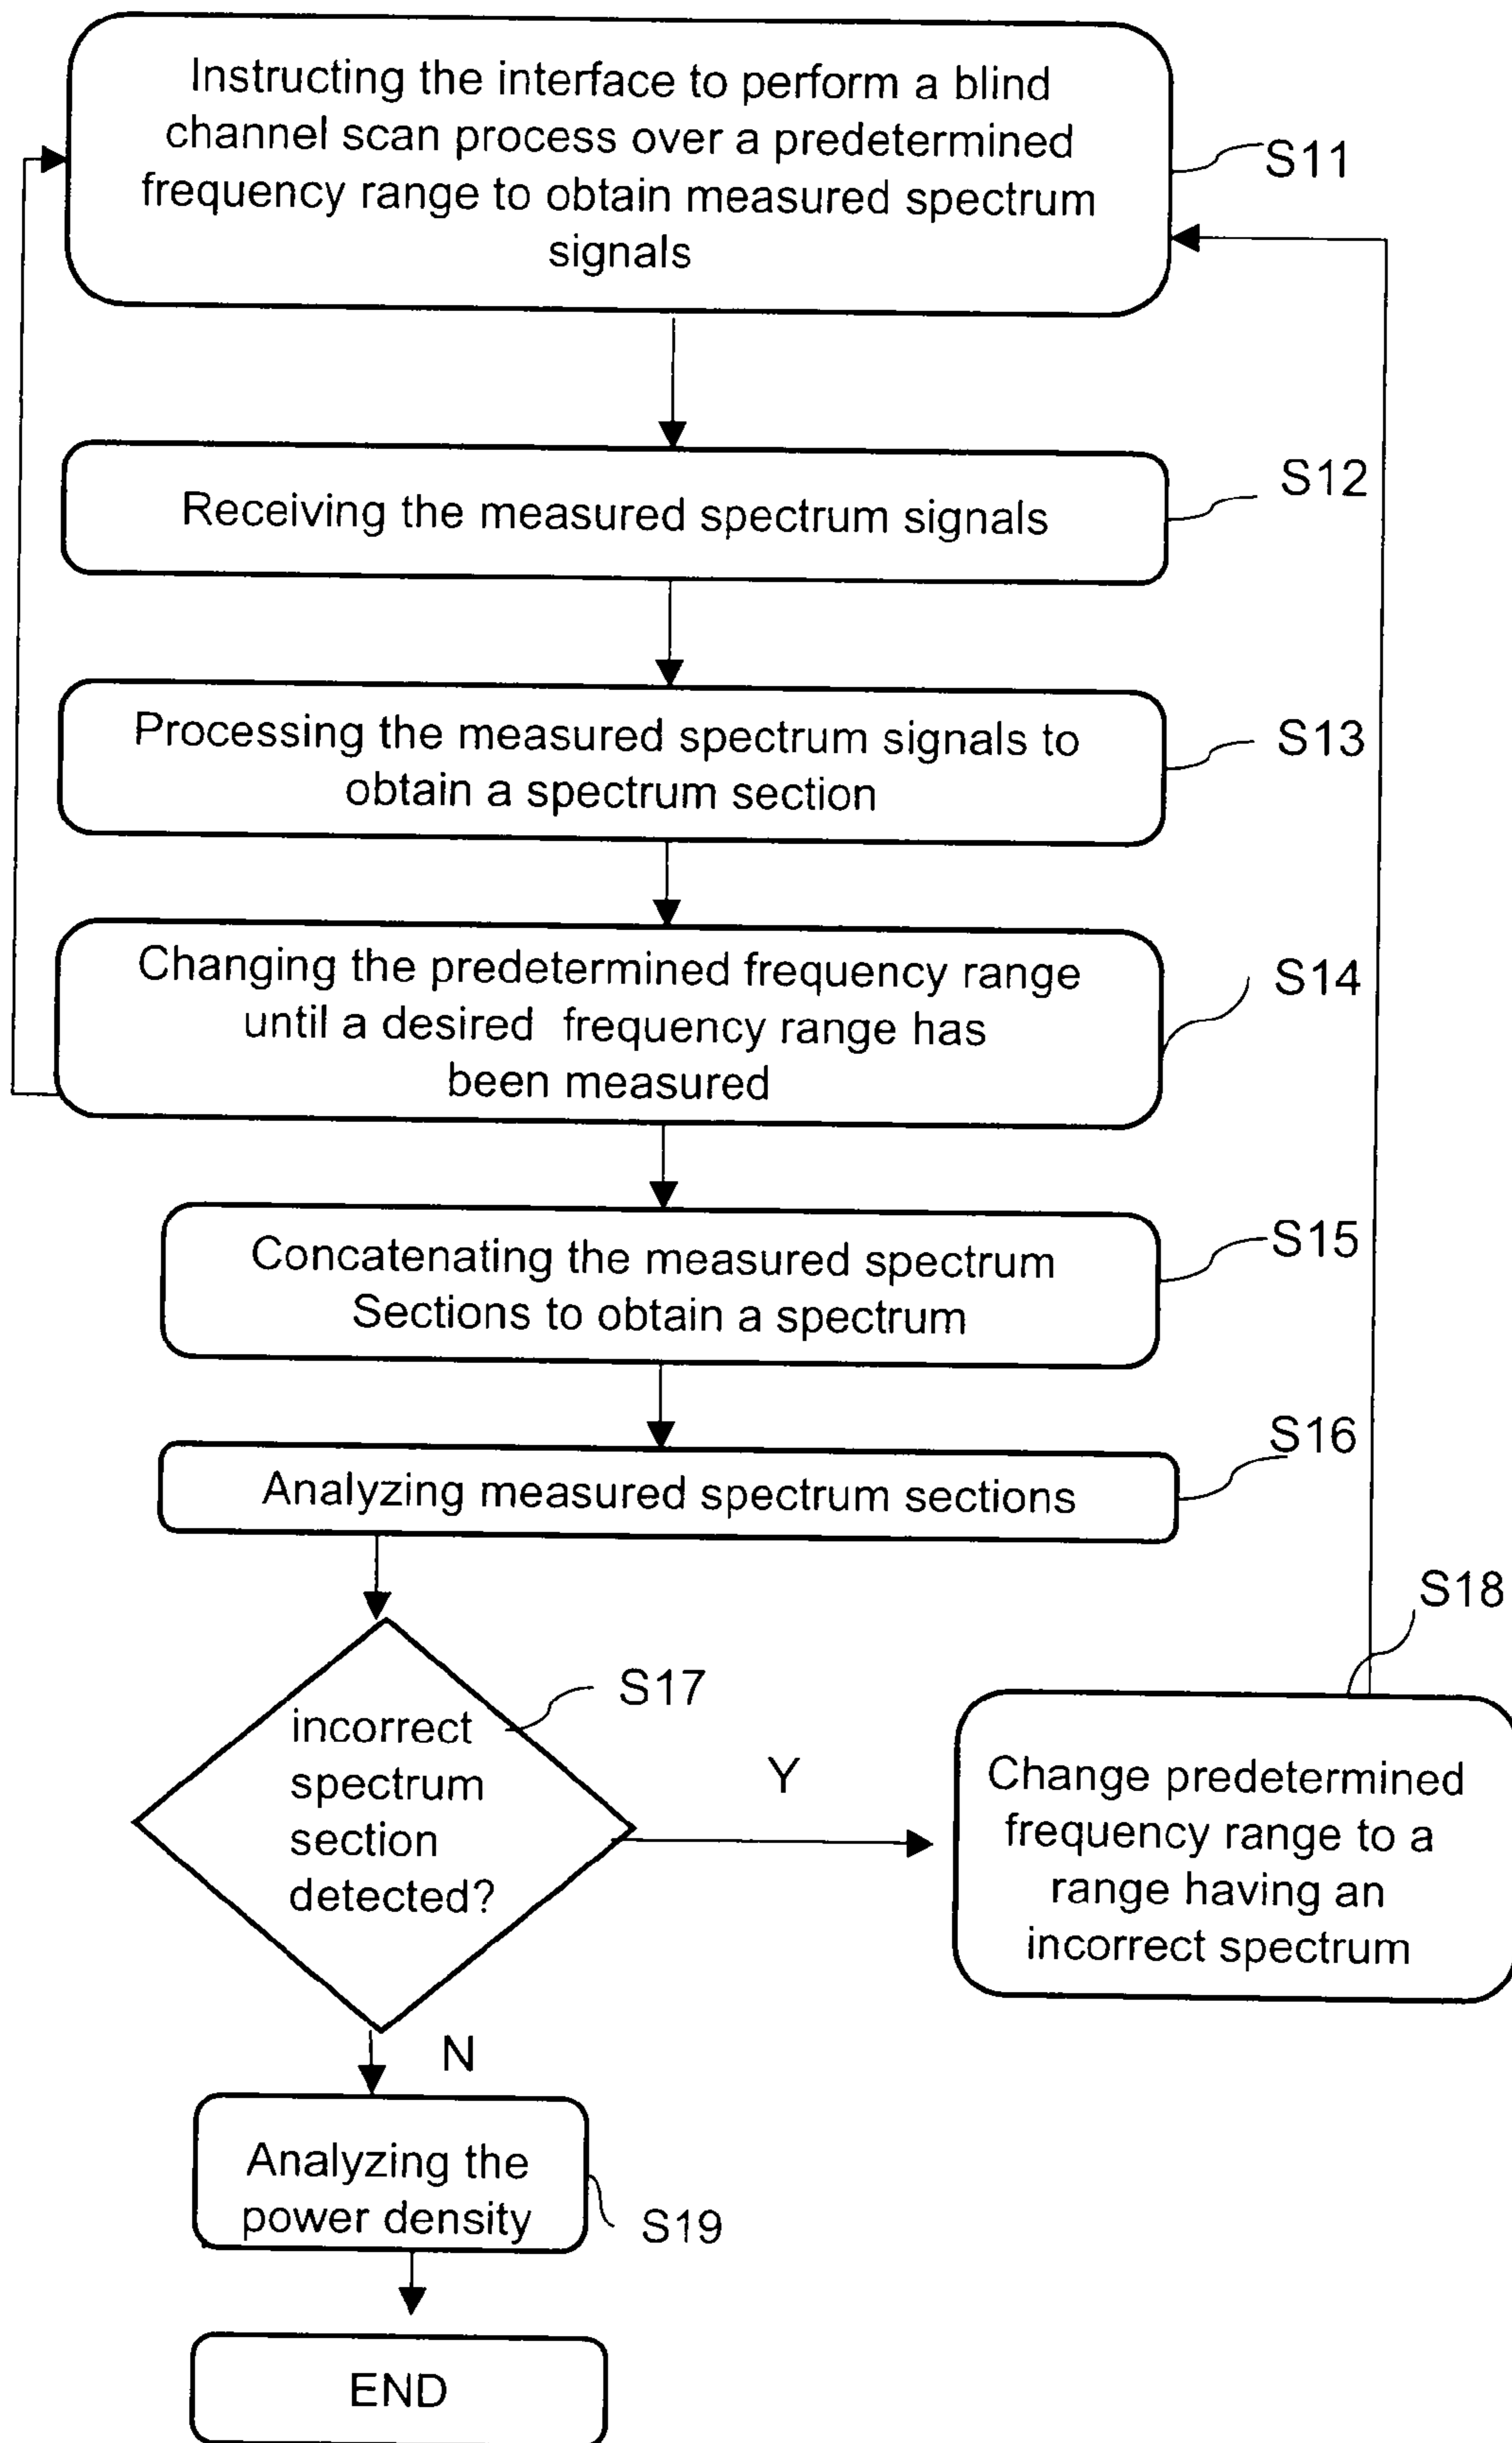 Instructing the interface to perform a blind
channel scan process over a predetermined
frequency range to obtain measured spectrum
signals
S11
Receiving the measured spectrum signals
S12
Processing the measured spectrum signals to
obtain a spectrum section
S13
Changing the predetermined frequency range
until a desired frequency range has
been measured
S14
Concatenating the measured spectrum
Sections to obtain a spectrum
S15
Analyzing measured spectrum sections
S16
incorrect
spectrum
section
detected?
S17
Y
S18
Change predetermined
frequency range to a
range having an
incorrect spectrum
N
Analyzing the
power density
S19
END